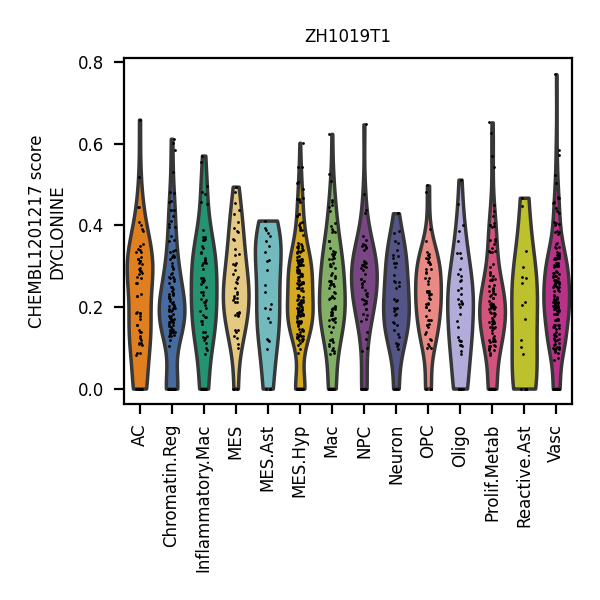 ZH1019T1
CHEMBL1201217 score
DYCLONINE
0.8
0.6
0.4
0.2
0.0
AC
Chromatin.Reg
Inflammatory.Mac
MES
MES.Ast
MES.Hyp
Mac
NPC
Neuron
OPC
Oligo
Prolif.Metab
Reactive.Ast
Vasc